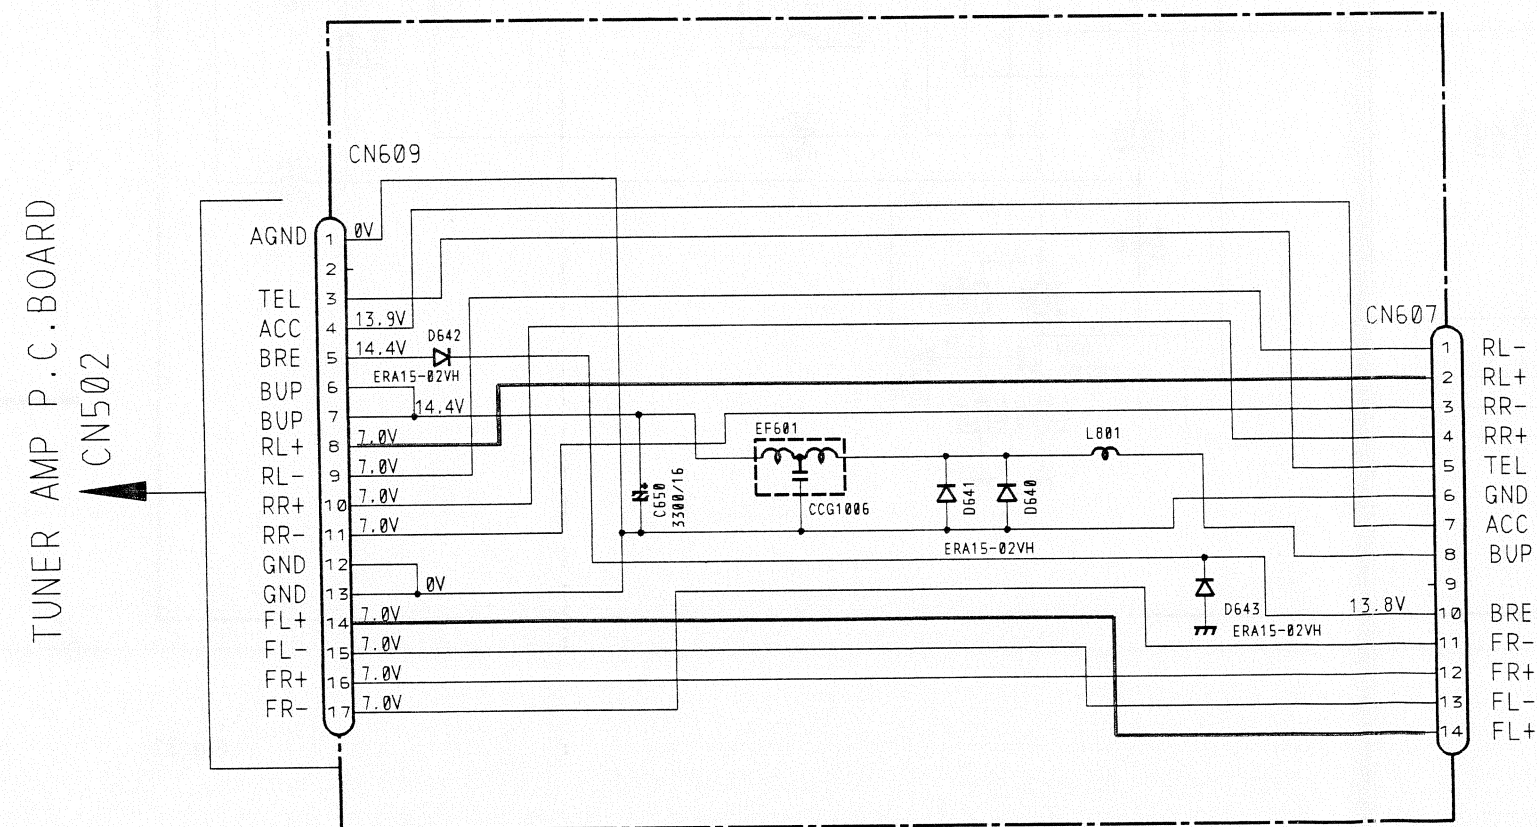 TUNER AMP P.C.BOARD
CN502
CN609
AGND 1 0V
2
TEL 3
ACC 4 13.9V
BRE 5 14.4V
D642
ERA15-02VH
BUP 6
BUP 7 14.4V
RL+ 8 7.0V
RL- 9 7.0V
RR+ 10 7.0V
RR- 11 7.0V
GND 12
GND 13 0V
FL+ 14 7.0V
FL- 15 7.0V
FR+ 16 7.0V
FR- 17 7.0V
C650
3300/16
EF601
CCG1006
D641
D640
ERA15-02VH
L801
D643
ERA15-02VH
13.8V
CN607
1 RL-
2 RL+
3 RR-
4 RR+
5 TEL
6 GND
7 ACC
8 BUP
9
10 BRE
11 FR-
12 FR+
13 FL-
14 FL+